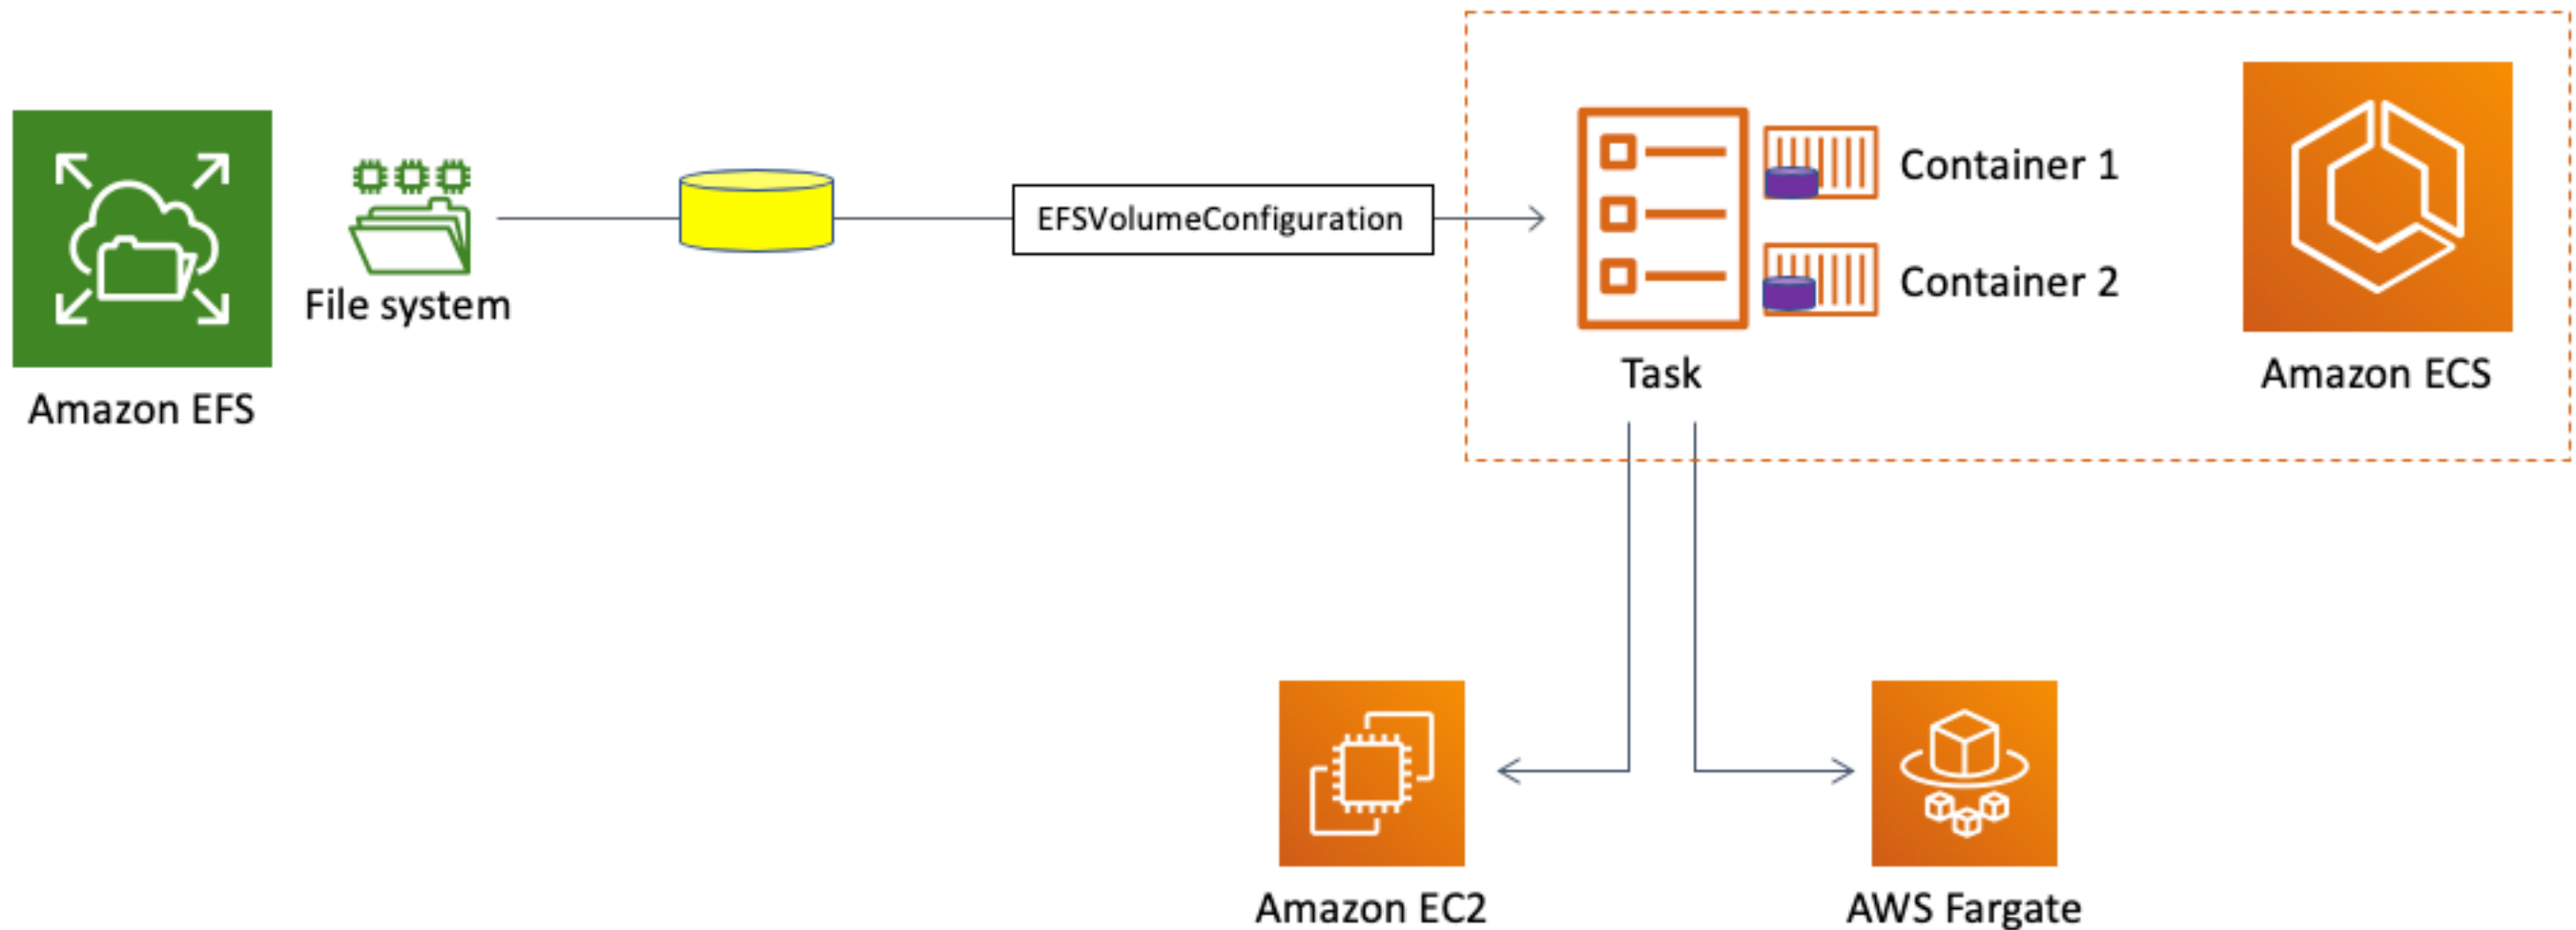 Amazon EFS
File system
EFSVolumeConfiguration
Container 1
Container 2
Task
Amazon ECS
Amazon EC2
AWS Fargate